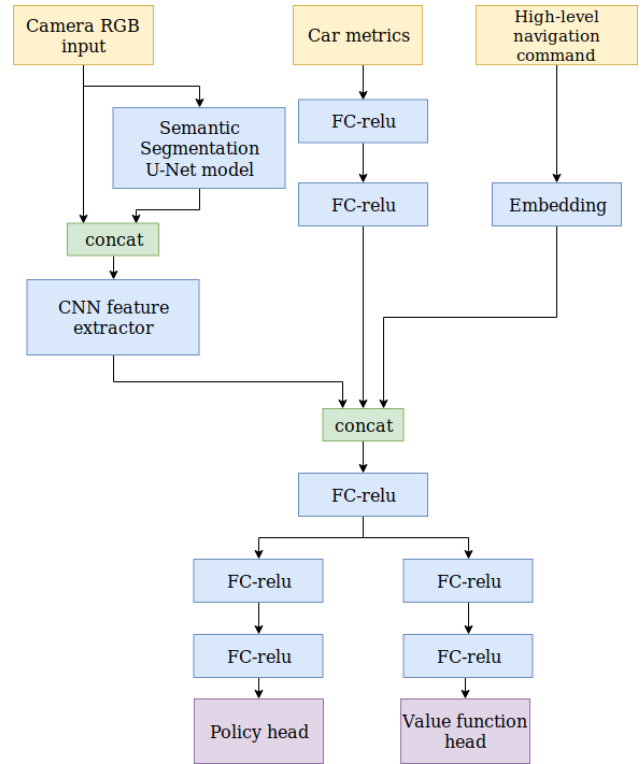 Camera RGB
input
Car metrics
High-level
navigation
command
Semantic
Segmentation
U-Net model
FC-relu
FC-relu
Embedding
concat
CNN feature
extractor
concat
FC-relu
FC-relu
FC-relu
FC-relu
FC-relu
Policy head
Value function
head